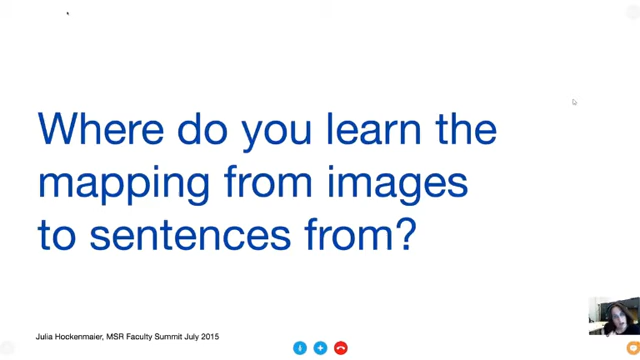 Where do you learn the
mapping from images
to sentences from?
Julia Hockenmaier, MSR Faculty Summit July 2015